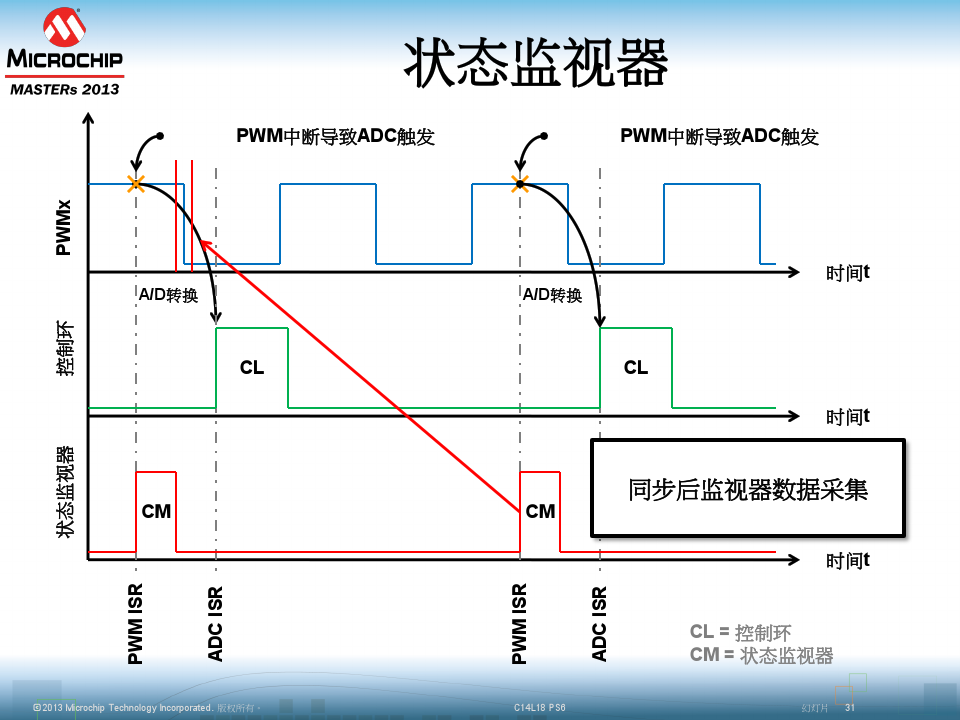 MICROCHIP
MASTERs 2013
状态监视器
PWM中断导致ADC触发
PWM中断导致ADC触发
PWMx
时间t
A/D转换
A/D转换
控制环
CL
CL
时间t
状态监视器
CM
CM
同步后监视器数据采集
时间t
PWM ISR
ADC ISR
PWM ISR
ADC ISR
CL = 控制环
CM = 状态监视器
©2013 Microchip Technology Incorporated. 版权所有。
C14L18 PS6
幻灯片 31